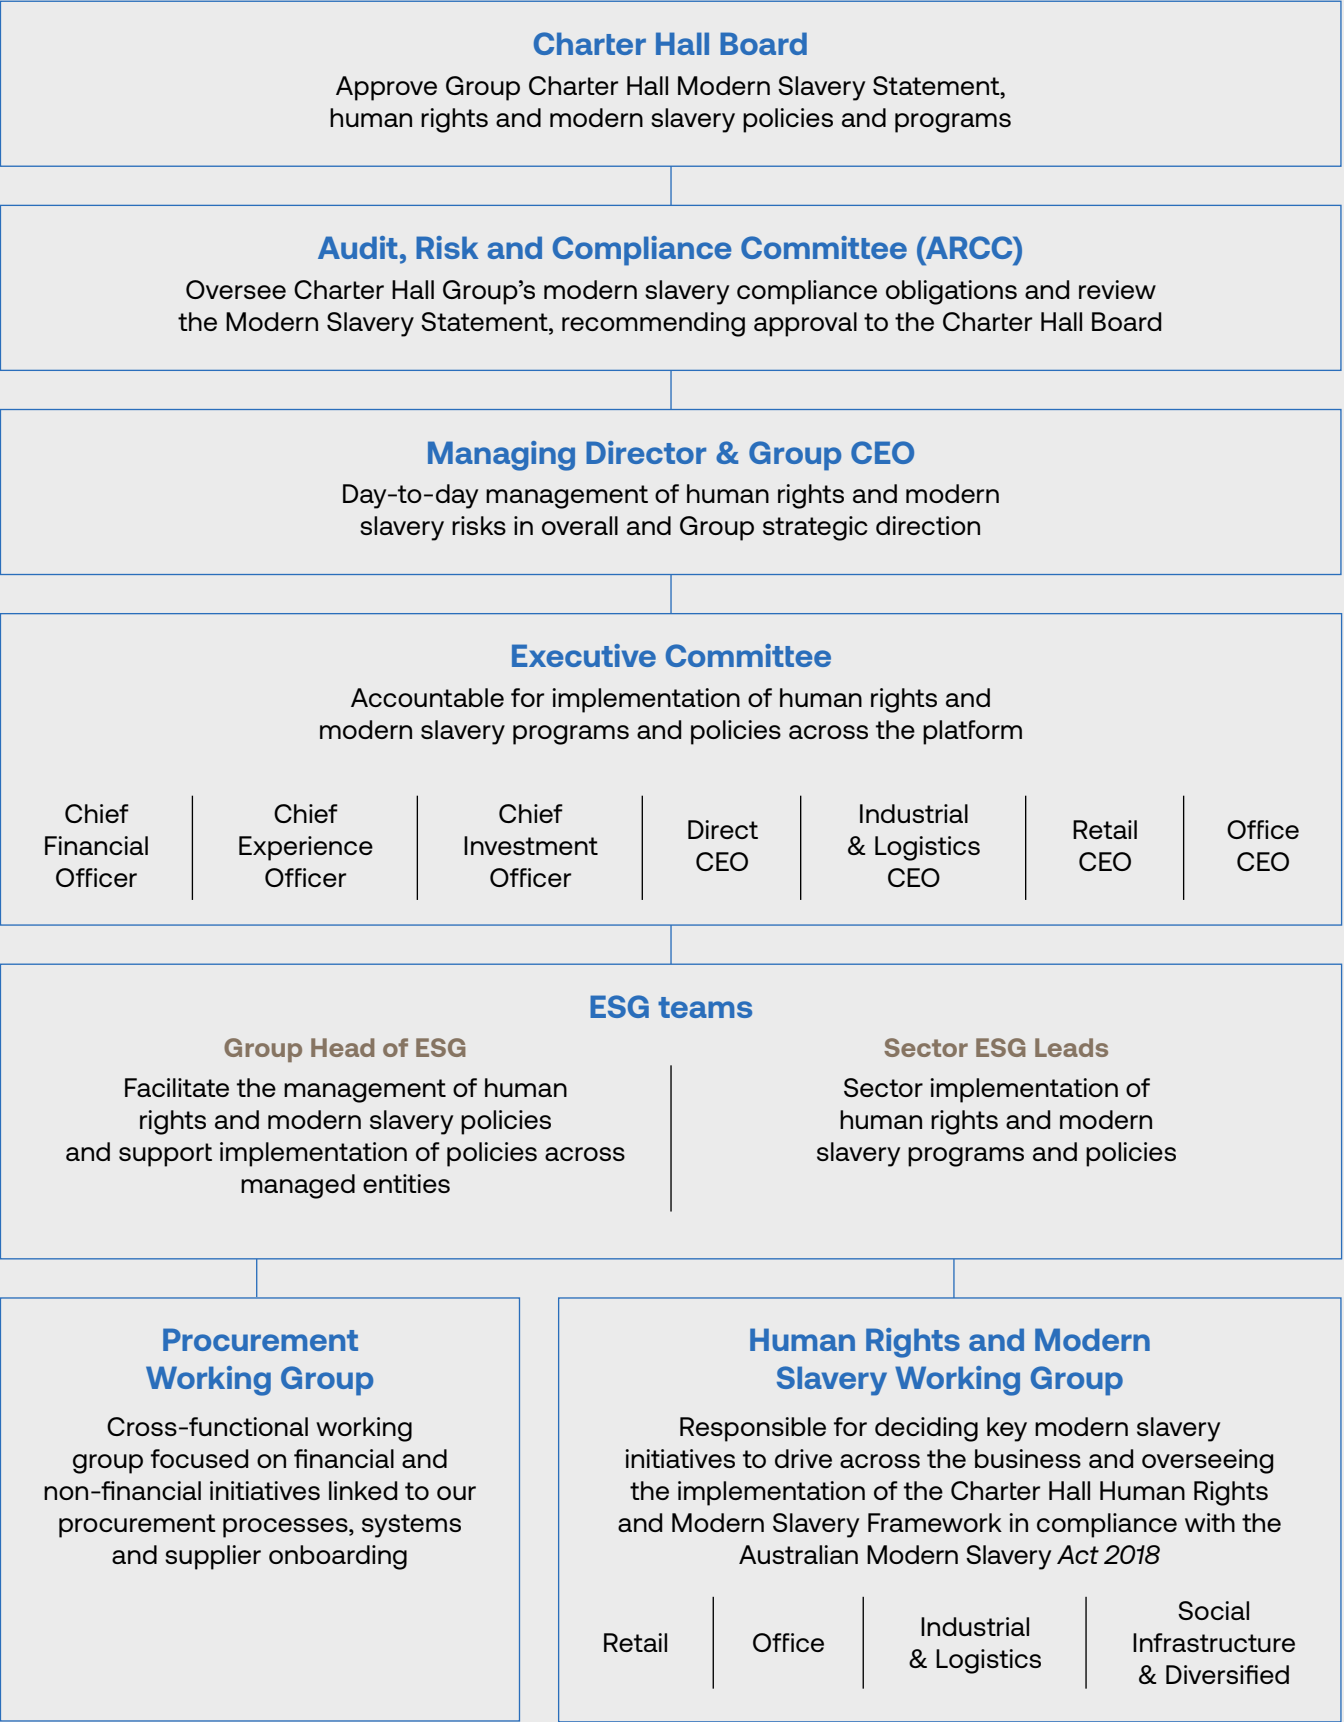 Charter Hall Board
Approve Group Charter Hall Modern Slavery Statement,
human rights and modern slavery policies and programs
Audit, Risk and Compliance Committee (ARCC)
Oversee Charter Hall Group’s modern slavery compliance obligations and review
the Modern Slavery Statement, recommending approval to the Charter Hall Board
Managing Director & Group CEO
Day-to-day management of human rights and modern
slavery risks in overall and Group strategic direction
Executive Committee
Accountable for implementation of human rights and
modern slavery programs and policies across the platform
Chief
Financial
Officer
Chief
Experience
Officer
Chief
Investment
Officer
Direct
CEO
Industrial
& Logistics
CEO
Retail
CEO
Office
CEO
ESG teams
Group Head of ESG
Facilitate the management of human
rights and modern slavery policies
and support implementation of policies across
managed entities
Sector ESG Leads
Sector implementation of
human rights and modern
slavery programs and policies
Procurement
Working Group
Cross-functional working
group focused on financial and
non-financial initiatives linked to our
procurement processes, systems
and supplier onboarding
Human Rights and Modern
Slavery Working Group
Responsible for deciding key modern slavery
initiatives to drive across the business and overseeing
the implementation of the Charter Hall Human Rights
and Modern Slavery Framework in compliance with the
Australian Modern Slavery Act 2018
Retail
Office
Industrial
& Logistics
Social
Infrastructure
& Diversified